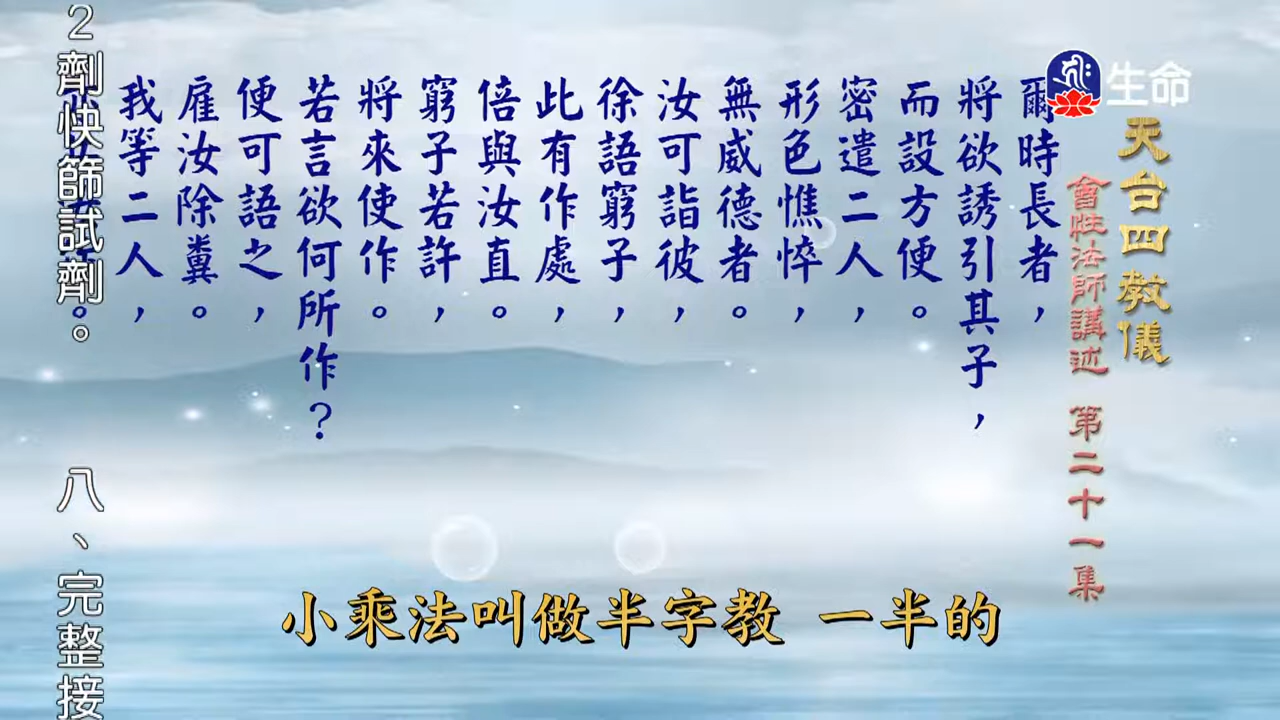 生命
天台四教儀
會性法師講述 第二十一集
爾時長者，
將欲誘引其子，
而設方便。
密遣二人，
形色憔悴，
無威德者。
汝可詣彼，
徐語窮子，
此有作處，
倍與汝直。
窮子若許，
將來使作。
若言欲何所作？
便可語之，
雇汝除糞。
我等二人，
2劑快篩試劑。 八、完整接
小乘法叫做半字教 一半的